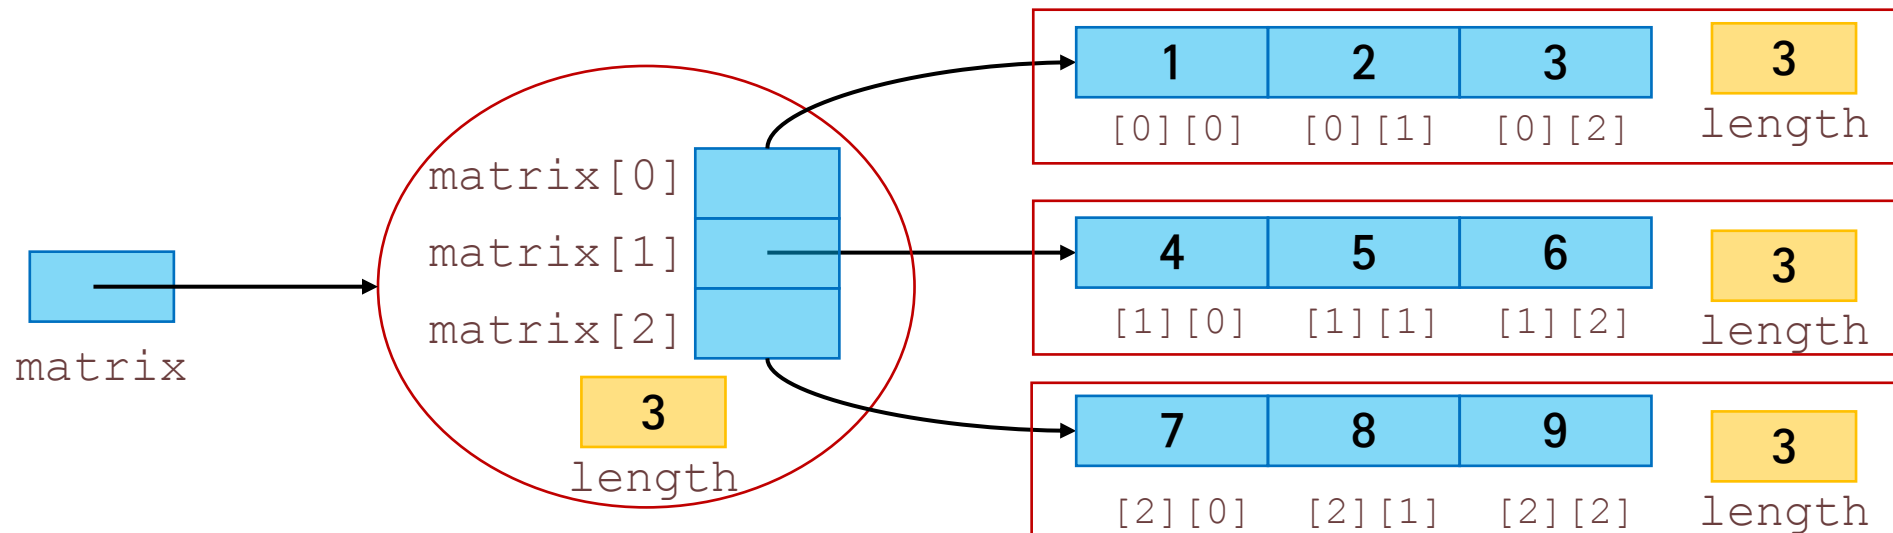 1 2 3 3
[0][0] [0][1] [0][2] length
matrix[0]
matrix[1]
matrix[2]
3
length
matrix
4 5 6 3
[1][0] [1][1] [1][2] length
7 8 9 3
[2][0] [2][1] [2][2] length